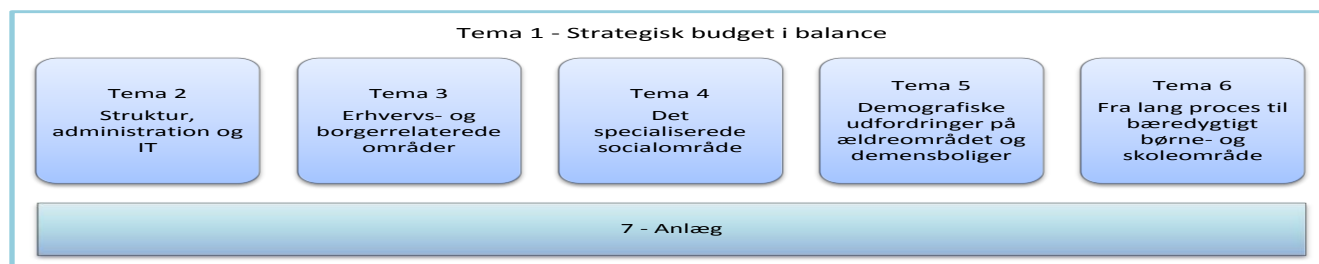 Tema 1 - Strategisk budget i balance
Tema 2
Struktur,
administration og
IT
Tema 3
Erhvervs- og
borgerrelaterede
områder
Tema 4
Det
specialiserede
socialområde
Tema 5
Demografiske
udfordringer på
ældreområdet og
demensboliger
Tema 6
Fra lang proces til
bæredygtigt
børne- og
skoleområde
7 - Anlæg